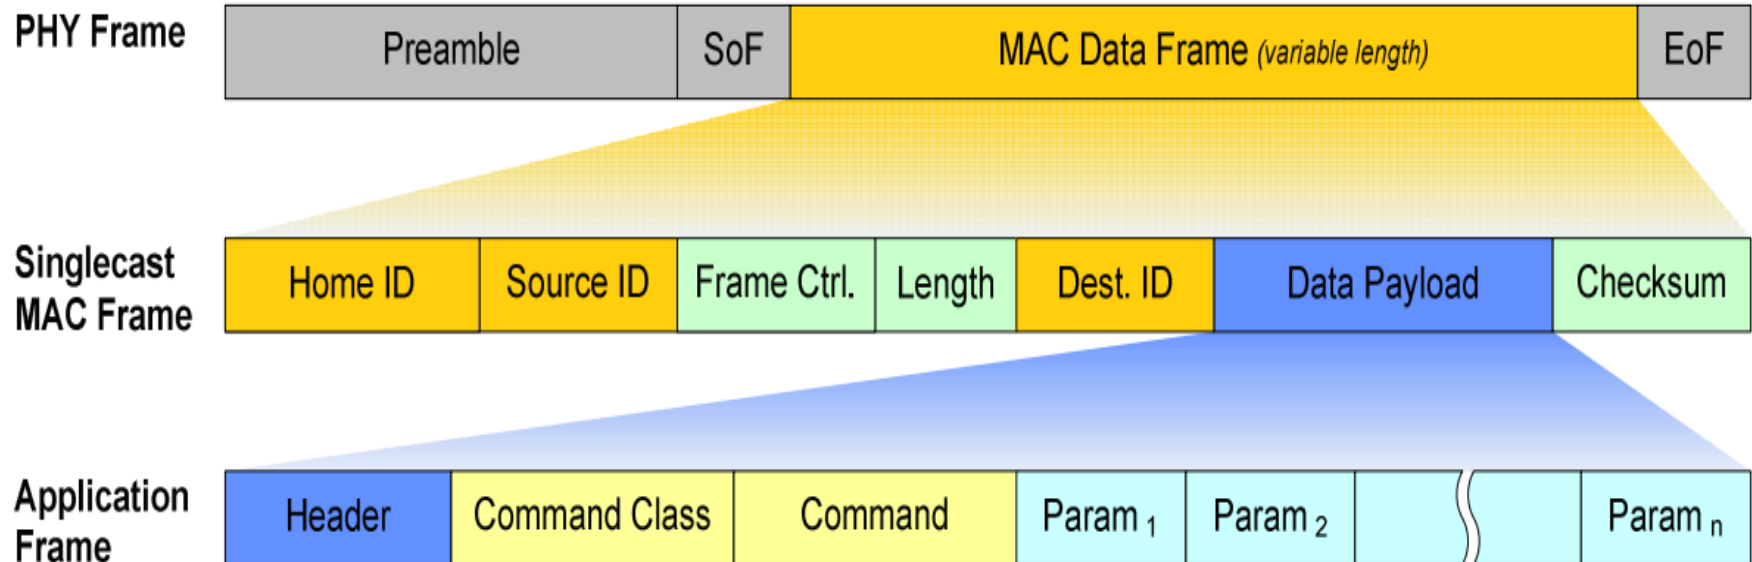 PHY Frame
Preamble
SoF
MAC Data Frame (variable length)
EoF
Singlecast
MAC Frame
Home ID
Source ID
Frame Ctrl.
Length
Dest. ID
Data Payload
Checksum
Application
Frame
Header
Command Class
Command
Param 1
Param 2
Param n